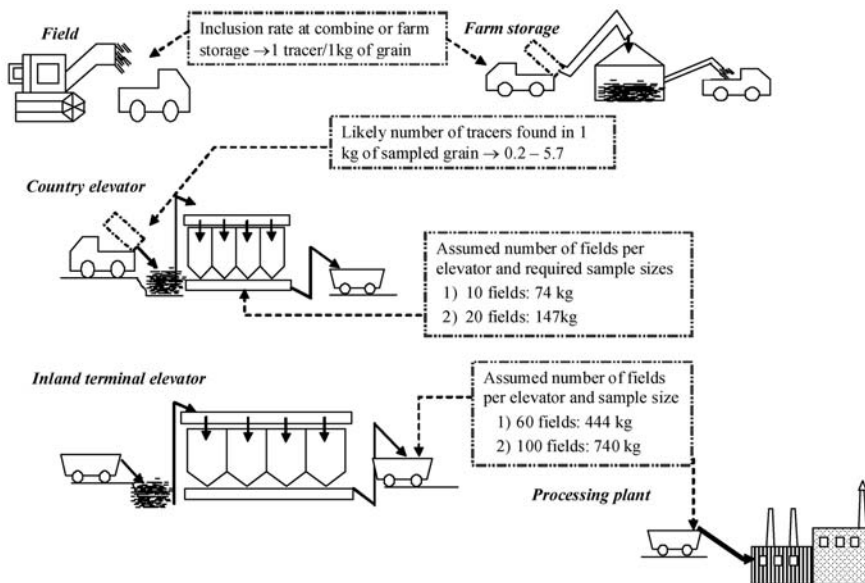 Field
Inclusion rate at combine or farm
storage →1 tracer/1kg of grain
Farm storage
Likely number of tracers found in 1
kg of sampled grain → 0.2 – 5.7
Country elevator
Assumed number of fields per
elevator and required sample sizes
1) 10 fields: 74 kg
2) 20 fields: 147kg
Inland terminal elevator
Assumed number of fields
per elevator and sample size
1) 60 fields: 444 kg
2) 100 fields: 740 kg
Processing plant